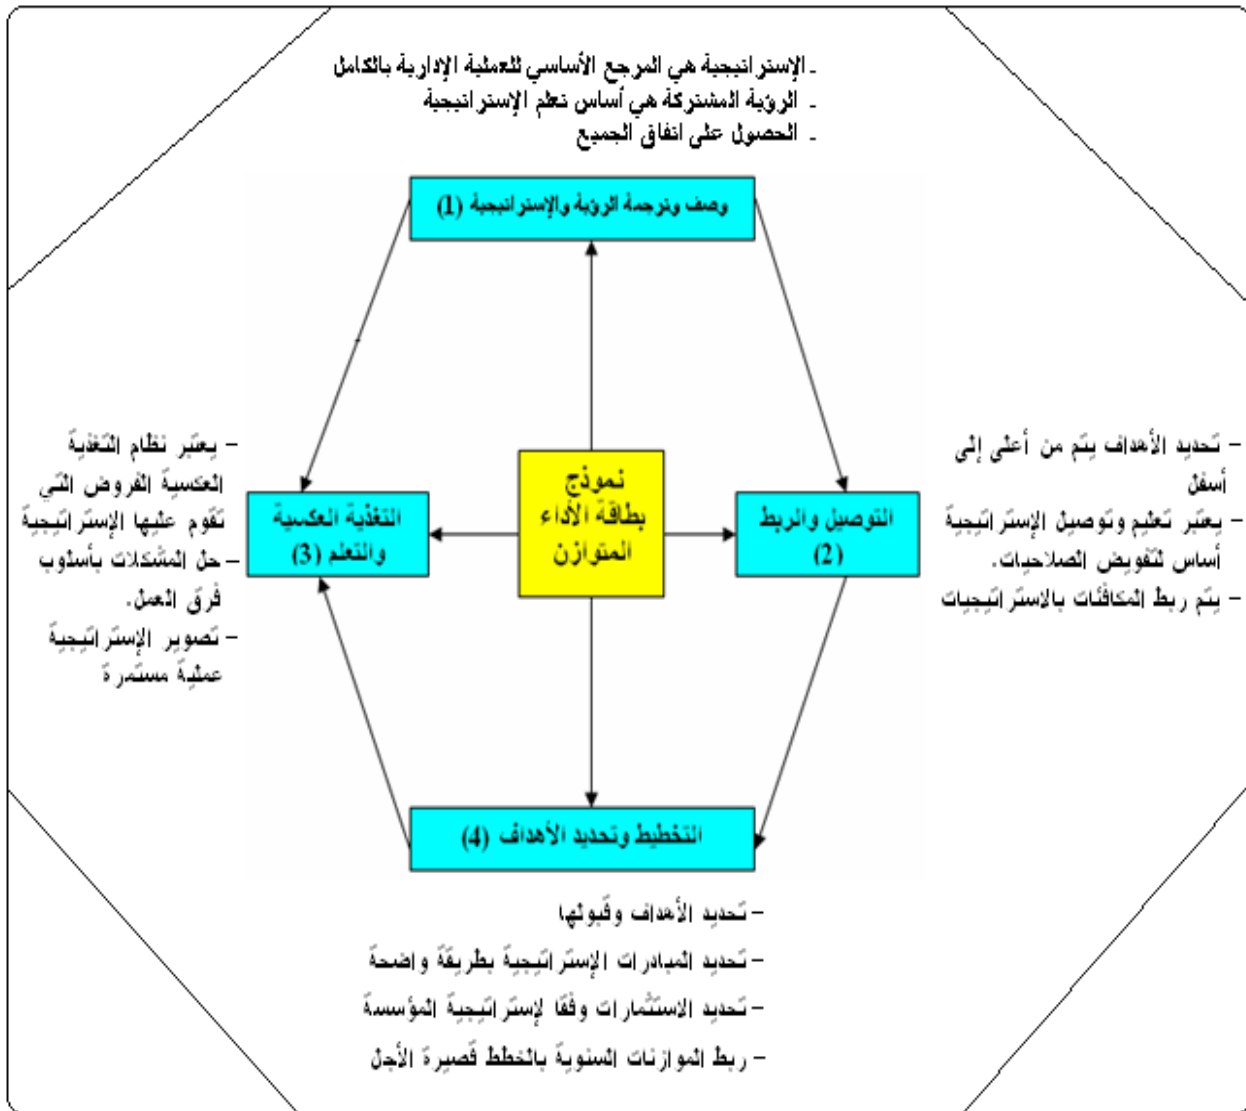 - الإستراتيجية هي المرجع الأساسي للعملية الإدارية بالكامل
- الرؤية المشتركة هي أساس تعلم الإستراتيجية
- الحصول على اتفاق الجميع
وصف وترجمة الرؤية والإستراتيجية (1)
- تحديد الأهداف يتم من أعلى إلى
أسفل
- يعتبر تعليم وتوصيل الإستراتيجية
أساس لتفويض الصلاحيات.
- يتم ربط المكافئات بالاستراتيجيات
التوصيل والربط
(2)
نموذج
بطاقة الأداء
المتوازن
التغذية العكسية
والتعلم (3)
- يعتبر نظام التغذية
العكسية الفروض التي
تقوم عليها الإستراتيجية
- حل المشكلات بأسلوب
فرق العمل.
- تصوير الإستراتيجية
عملية مستمرة
التخطيط وتحديد الأهداف (4)
- تحديد الأهداف وقبولها
- تحديد المبادرات الإستراتيجية بطريقة واضحة
- تحديد الاستثمارات وفقا لإستراتيجية المؤسسة
- ربط الموازنات السنوية بالخطط قصيرة الأجل